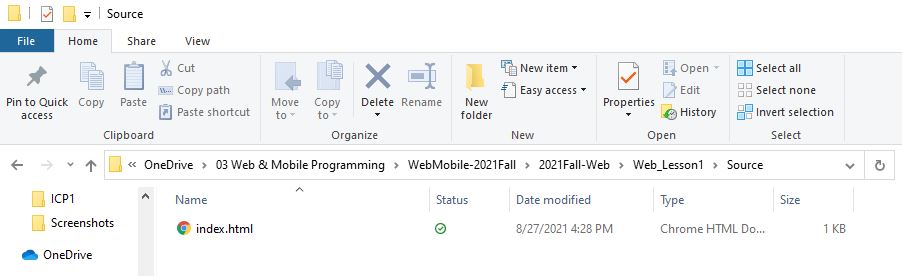 Source
File Home Share View
Pin to Quick access
Copy
Paste
Cut
Copy path
Paste shortcut
Clipboard
Move to
Copy to
Delete
Rename
Organize
New folder
New item
Easy access
New
Properties
Open
Edit
History
Open
Select all
Select none
Invert selection
Select
« OneDrive > 03 Web & Mobile Programming > WebMobile-2021Fall > 2021Fall-Web > Web_Lesson1 > Source
ICP1
Screenshots
OneDrive
Name Status Date modified Type Size
index.html 8/27/2021 4:28 PM Chrome HTML Do... 1 KB